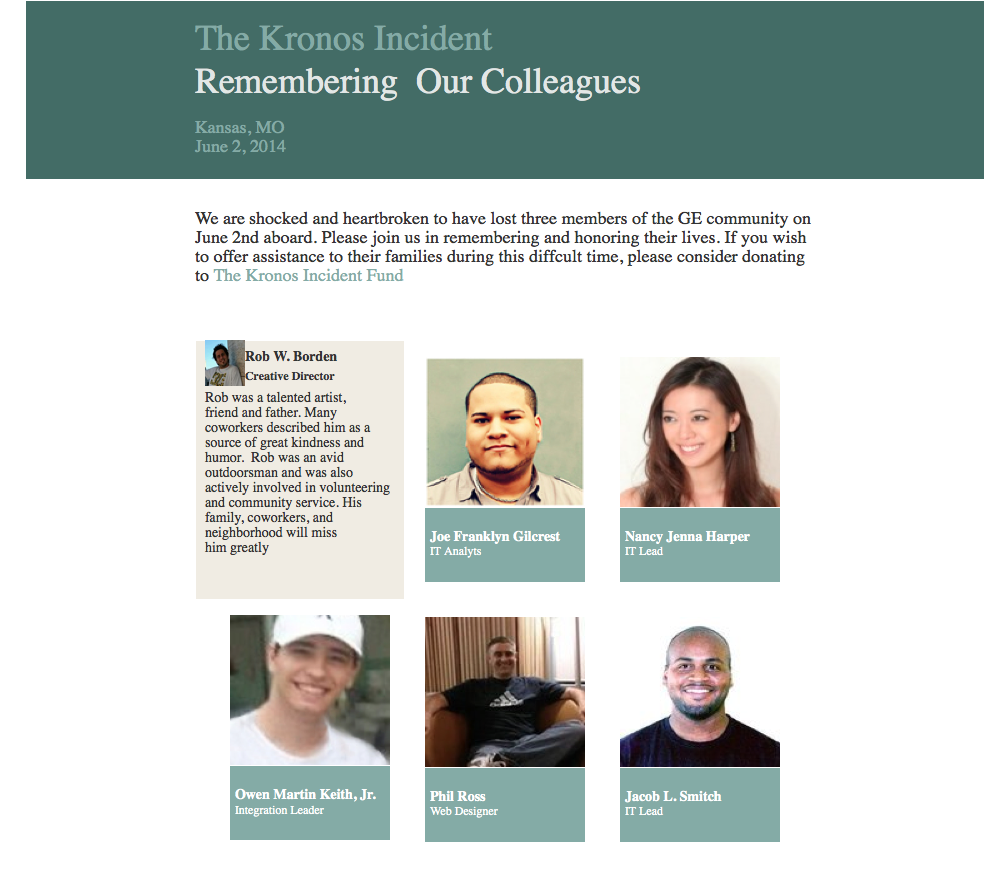 The Kronos Incident
Remembering Our Colleagues
Kansas, MO
June 2, 2014
We are shocked and heartbroken to have lost three members of the GE community on
June 2nd aboard. Please join us in remembering and honoring their lives. If you wish
to offer assistance to their families during this diffcult time, please consider donating
to The Kronos Incident Fund
Rob W. Borden
Creative Director
Rob was a talented artist,
friend and father. Many
coworkers described him as a
source of great kindness and
humor. Rob was an avid
outdoorsman and was also
actively involved in volunteering
and community service. His
family, coworkers, and
neighborhood will miss
him greatly
Joe Franklyn Gilcrest
IT Analyts
Nancy Jenna Harper
IT Lead
Owen Martin Keith, Jr.
Integration Leader
adidas
Phil Ross
Web Designer
Jacob L. Smitch
IT Lead